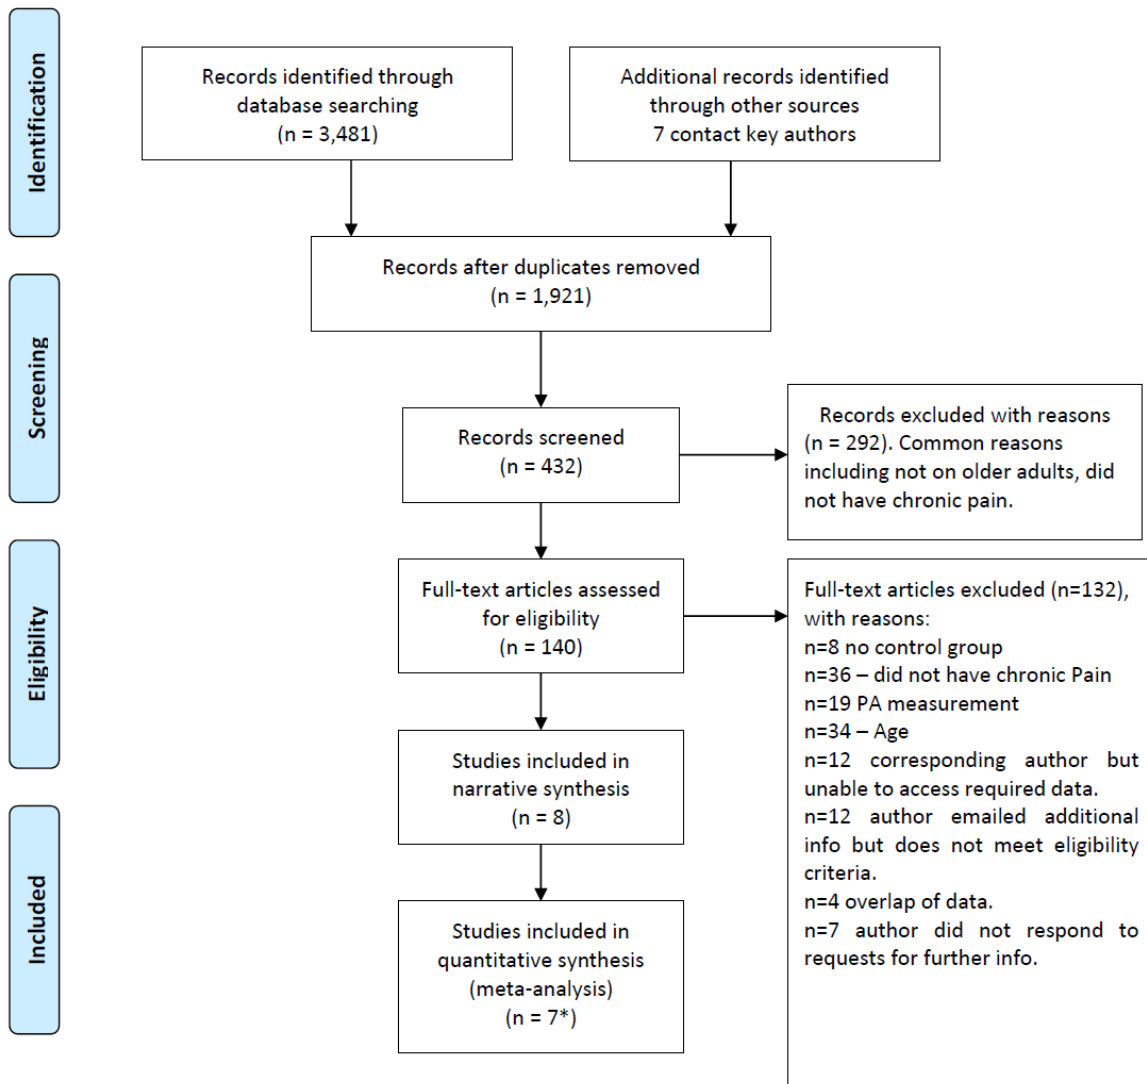 Identification
Records identified through
database searching
(n = 3,481)
Additional records identified
through other sources
7 contact key authors
Records after duplicates removed
(n = 1,921)
Screening
Records screened
(n = 432)
Records excluded with reasons
(n = 292). Common reasons
including not on older adults, did
not have chronic pain.
Eligibility
Full-text articles assessed
for eligibility
(n = 140)
Full-text articles excluded (n=132),
with reasons:
n=8 no control group
n=36 – did not have chronic Pain
n=19 PA measurement
n=34 – Age
n=12 corresponding author but
unable to access required data.
n=12 author emailed additional
info but does not meet eligibility
criteria.
n=4 overlap of data.
n=7 author did not respond to
requests for further info.
Studies included in
narrative synthesis
(n = 8)
Included
Studies included in
quantitative synthesis
(meta-analysis)
(n = 7*)